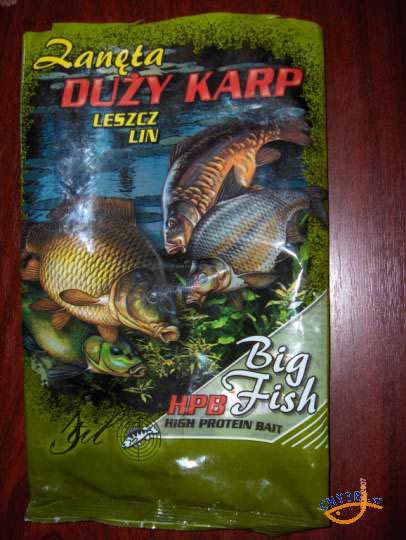 Zanęta
DUŻY KARP
LESZCZ
LIN
Big
Fish
HPB
HIGH PROTEIN BAIT